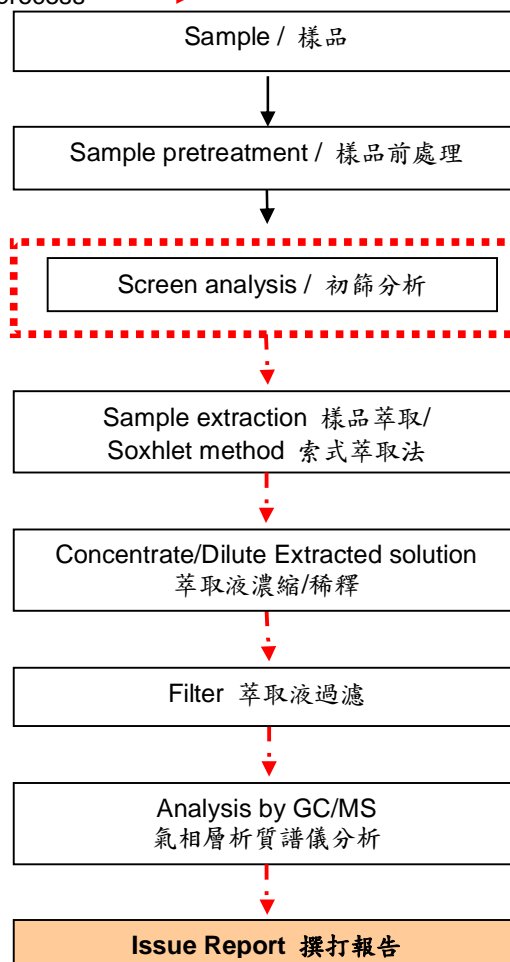 Sample / 樣品
Sample pretreatment / 樣品前處理
Screen analysis / 初篩分析
Sample extraction 樣品萃取/
Soxhlet method 索式萃取法
Concentrate/Dilute Extracted solution
萃取液濃縮/稀釋
Filter 萃取液過濾
Analysis by GC/MS
氣相層析質譜儀分析
Issue Report 撰打報告